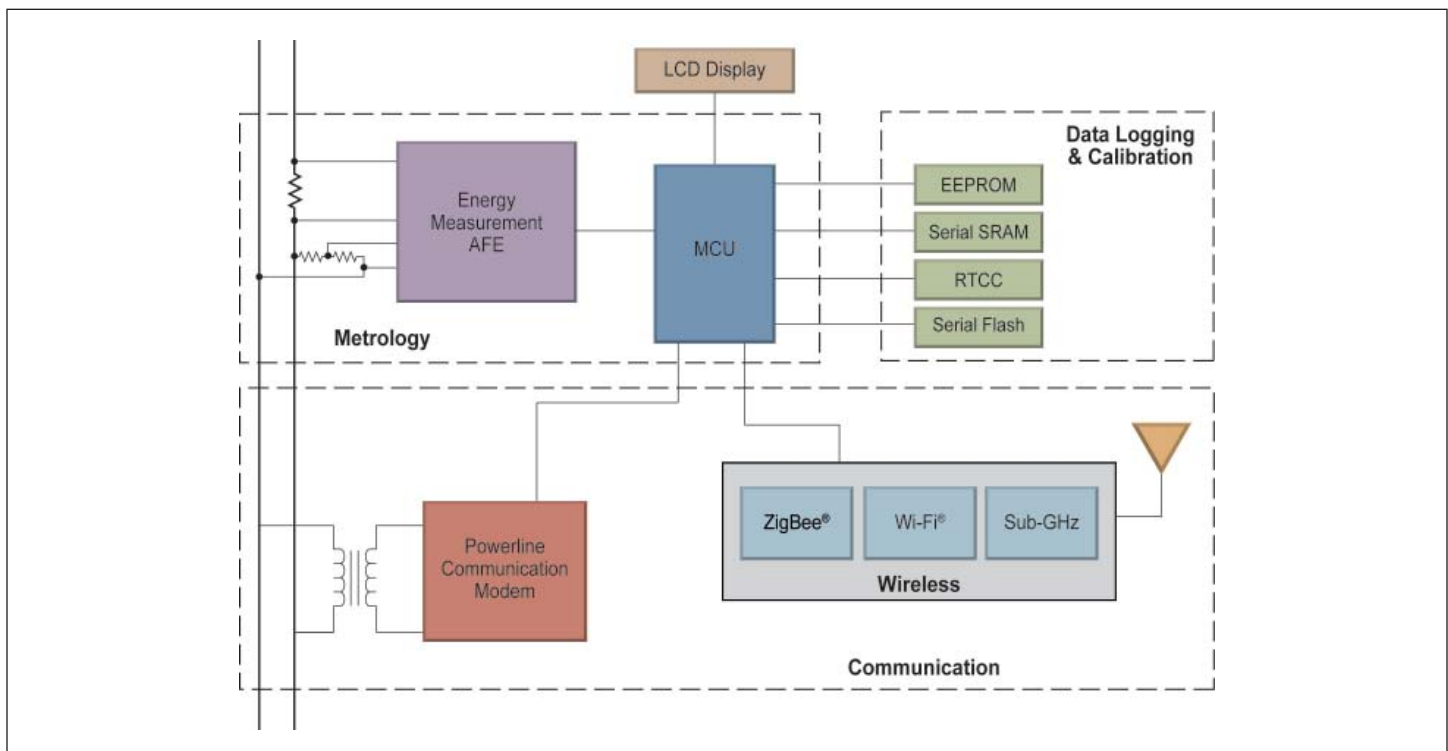 LCD Display
Data Logging
& Calibration
Energy
Measurement
AFE
MCU
EEPROM
Serial SRAM
RTCC
Serial Flash
Metrology
Powerline
Communication
Modem
ZigBee®
Wi-Fi®
Sub-GHz
Wireless
Communication